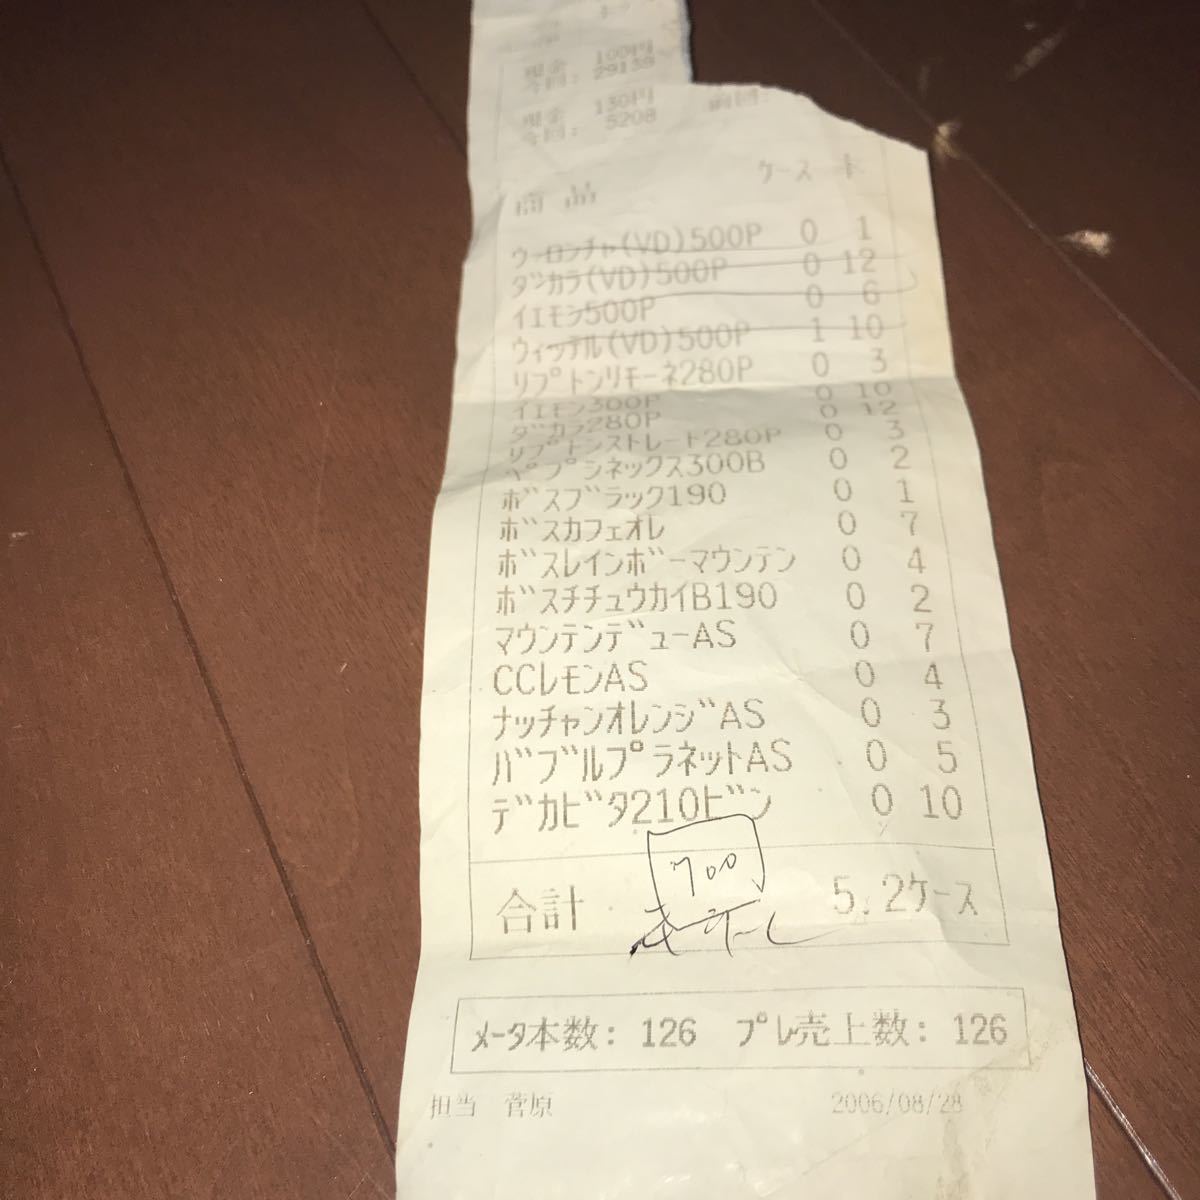 現金 100円
今回: 29139
現金 130円 前回:
今回: 5208
商品 ケース 本
ウーロンチャ(VD)500P 0 1
ダカラ(VD)500P 0 12
イエモン500P 0 6
ヴィッテル(VD)500P 1 10
リプトンリモーネ280P 0 3
イエモン300P 0 10
ダカラ280P 0 12
リプトンストレート280P 0 3
ペプシネックス300B 0 2
ボスブラック190 0 1
ボスカフェオレ 0 7
ボスレインボーマウンテン 0 4
ボスチチュウカイB190 0 2
マウンテンデューAS 0 7
CCレモンAS 0 4
ナッチャンオレンジAS 0 3
バブルプラネットAS 0 5
デカビタ210ビン 0 10
700
合計 5.2ケース
メータ本数: 126 プレ売上数: 126
担当 菅原 2006/08/28